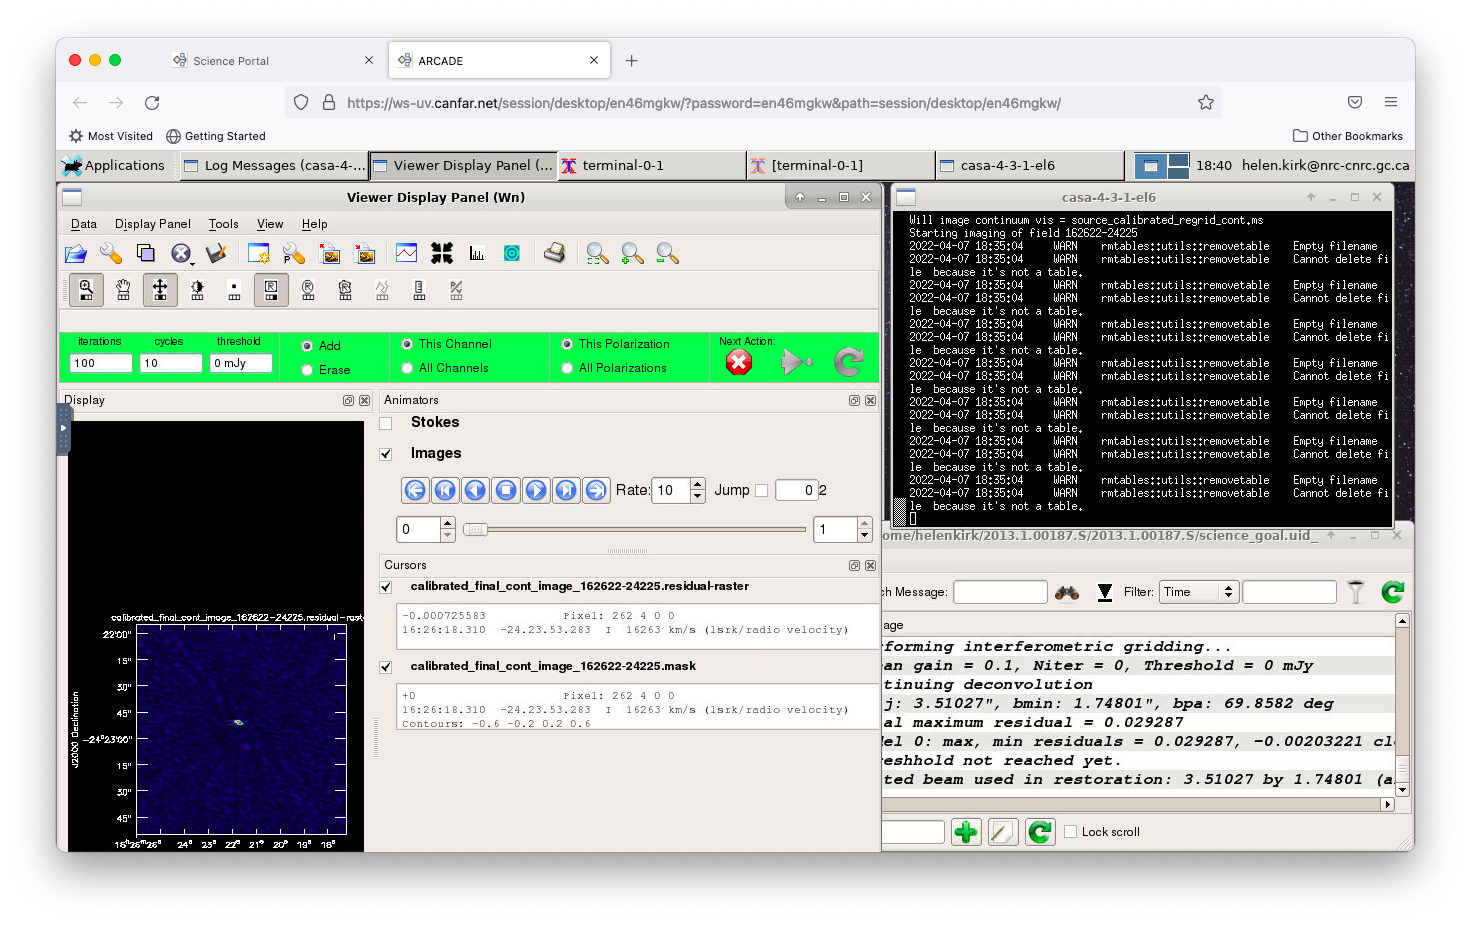 Science Portal
ARCADE
https://ws-uv.canfar.net/session/desktop/en46mgkw/?password=en46mgkw&path=session/desktop/en46mgkw/
Most Visited Getting Started Other Bookmarks
Applications Log Messages (casa-4-... Viewer Display Panel (... terminal-0-1 [terminal-0-1] casa-4-3-1-el6 18:40 helen.kirk@nrc-cnrc.gc.ca
Viewer Display Panel (Wn)
Data Display Panel Tools View Help
iterations cycles threshold
100 10 0 mJy
Add
Erase
This Channel
All Channels
This Polarization
All Polarizations
Next Action:
Display
calibrated_final_cont_image_162622-24225.residual-rast
22'00"
15"
30"
45"
-24°23'00"
15"
30"
45"
J2000 Declination
16h26m26s 24s 23s 22s 21s 20s 19s 18s
I
Animators
Stokes
Images
Rate: 10 Jump 0 2
0 1
Cursors
calibrated_final_cont_image_162622-24225.residual-raster
-0.000725583 Pixel: 262 4 0 0
16:26:18.310 -24.23.53.283 I 16263 km/s (lsrk/radio velocity)
calibrated_final_cont_image_162622-24225.mask
+0 Pixel: 262 4 0 0
16:26:18.310 -24.23.53.283 I 16263 km/s (lsrk/radio velocity)
Contours: -0.6 -0.2 0.2 0.6
casa-4-3-1-el6
Will image continuum vis = source_calibrated_regrid_cont.ms
Starting imaging of field 162622-24225
2022-04-07 18:35:04 WARN rmtables::utils::removetable Empty filename
2022-04-07 18:35:04 WARN rmtables::utils::removetable Cannot delete fi
le because it's not a table.
2022-04-07 18:35:04 WARN rmtables::utils::removetable Empty filename
2022-04-07 18:35:04 WARN rmtables::utils::removetable Cannot delete fi
le because it's not a table.
2022-04-07 18:35:04 WARN rmtables::utils::removetable Empty filename
2022-04-07 18:35:04 WARN rmtables::utils::removetable Cannot delete fi
le because it's not a table.
2022-04-07 18:35:04 WARN rmtables::utils::removetable Empty filename
2022-04-07 18:35:04 WARN rmtables::utils::removetable Cannot delete fi
le because it's not a table.
2022-04-07 18:35:04 WARN rmtables::utils::removetable Empty filename
2022-04-07 18:35:04 WARN rmtables::utils::removetable Cannot delete fi
le because it's not a table.
2022-04-07 18:35:04 WARN rmtables::utils::removetable Empty filename
2022-04-07 18:35:04 WARN rmtables::utils::removetable Cannot delete fi
le because it's not a table.
2022-04-07 18:35:04 WARN rmtables::utils::removetable Empty filename
2022-04-07 18:35:04 WARN rmtables::utils::removetable Cannot delete fi
le because it's not a table.
ome/helenkirk/2013.1.00187.S/2013.1.00187.S/science_goal.uid_
ch Message: Filter: Time
age
forming interferometric gridding...
an gain = 0.1, Niter = 0, Threshold = 0 mJy
tinuing deconvolution
j: 3.51027", bmin: 1.74801", bpa: 69.8582 deg
al maximum residual = 0.029287
del 0: max, min residuals = 0.029287, -0.00203221 cl
reshhold not reached yet.
ted beam used in restoration: 3.51027 by 1.74801 (a
Lock scroll